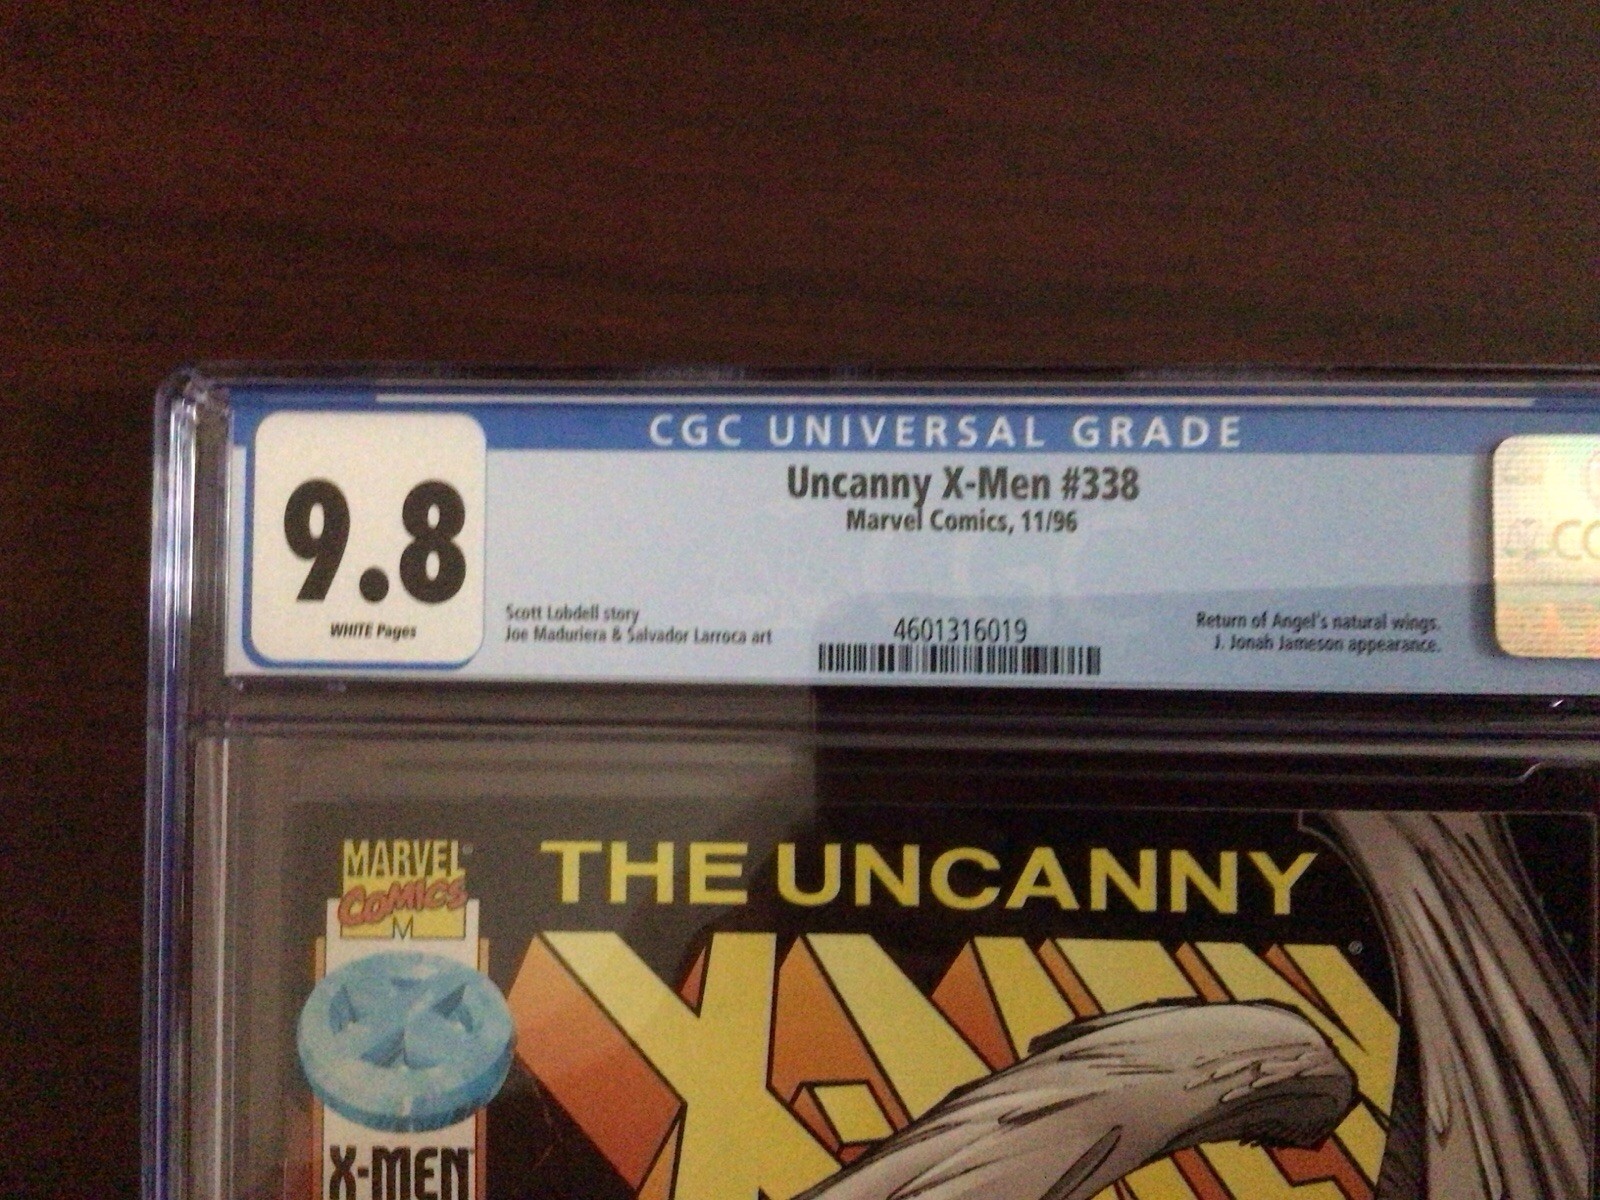 CGC UNIVERSAL GRADE
9.8
WHITE Pages
Uncanny X-Men #338
Marvel Comics, 11/96
Scott Lobdell story
Joe Maduriera & Salvador Larroca art
4601316019
Return of Angel's natural wings.
J. Jonah Jameson appearance.
MARVEL
COMICS
M
THE UNCANNY
X-MEN
X-MEN